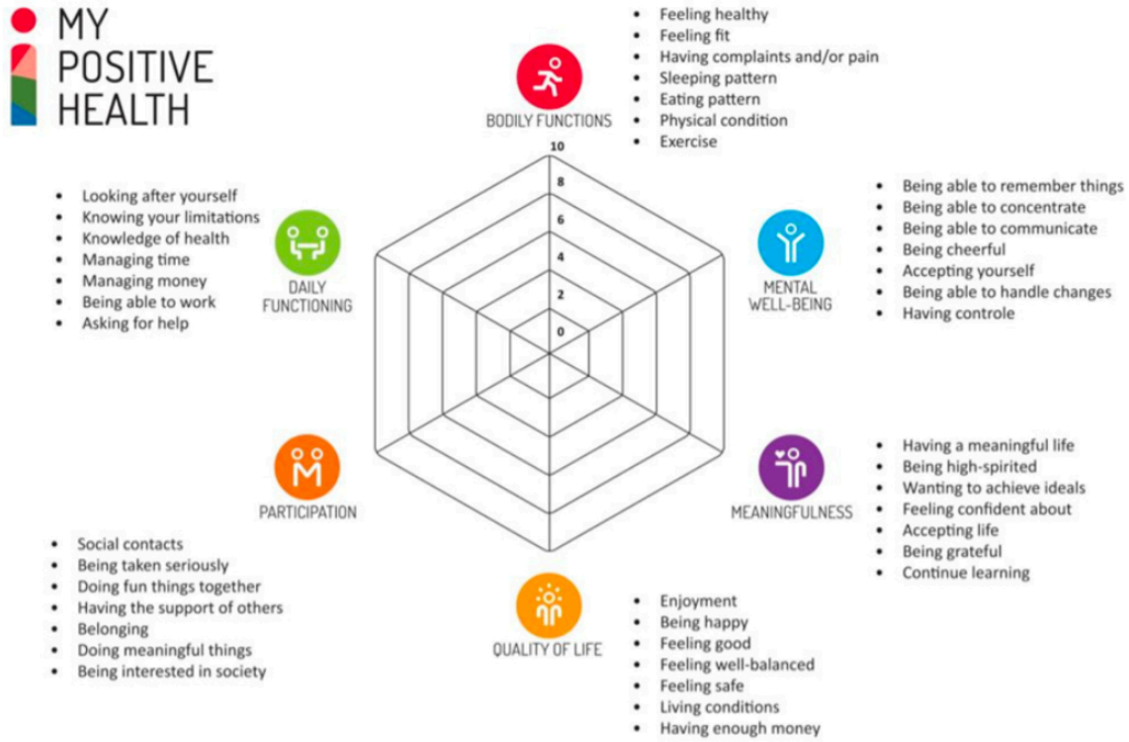 MY
POSITIVE
HEALTH
BODILY FUNCTIONS
• Feeling healthy
• Feeling fit
• Having complaints and/or pain
• Sleeping pattern
• Eating pattern
• Physical condition
• Exercise
10
8
6
4
2
0
MENTAL
WELL-BEING
• Being able to remember things
• Being able to concentrate
• Being able to communicate
• Being cheerful
• Accepting yourself
• Being able to handle changes
• Having controle
MEANINGFULNESS
• Having a meaningful life
• Being high-spirited
• Wanting to achieve ideals
• Feeling confident about
• Accepting life
• Being grateful
• Continue learning
QUALITY OF LIFE
• Enjoyment
• Being happy
• Feeling good
• Feeling well-balanced
• Feeling safe
• Living conditions
• Having enough money
PARTICIPATION
• Social contacts
• Being taken seriously
• Doing fun things together
• Having the support of others
• Belonging
• Doing meaningful things
• Being interested in society
DAILY
FUNCTIONING
• Looking after yourself
• Knowing your limitations
• Knowledge of health
• Managing time
• Managing money
• Being able to work
• Asking for help